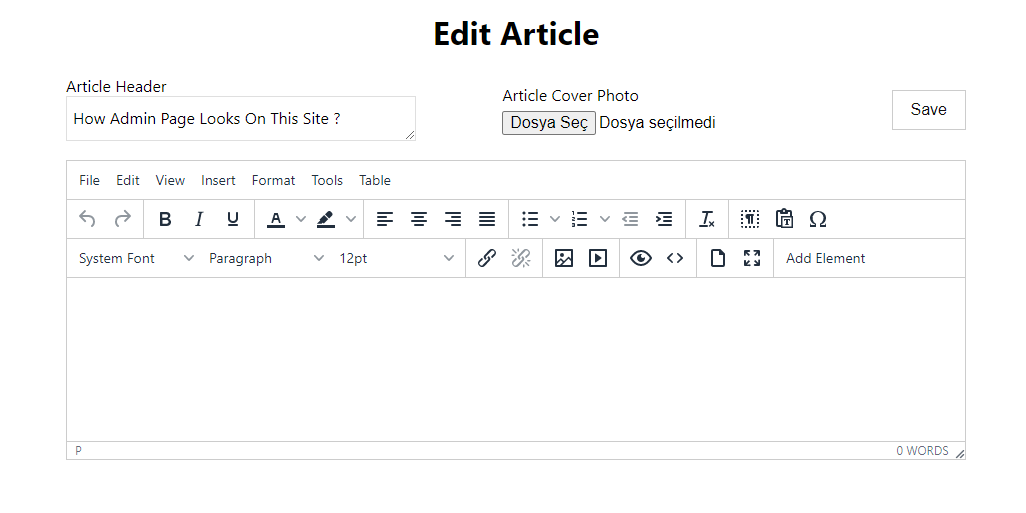 Edit Article
Article Header
How Admin Page Looks On This Site ?
Article Cover Photo
Dosya Seç Dosya seçilmedi
Save
File Edit View Insert Format Tools Table
B I U A
System Font Paragraph 12pt Add Element
P 0 WORDS